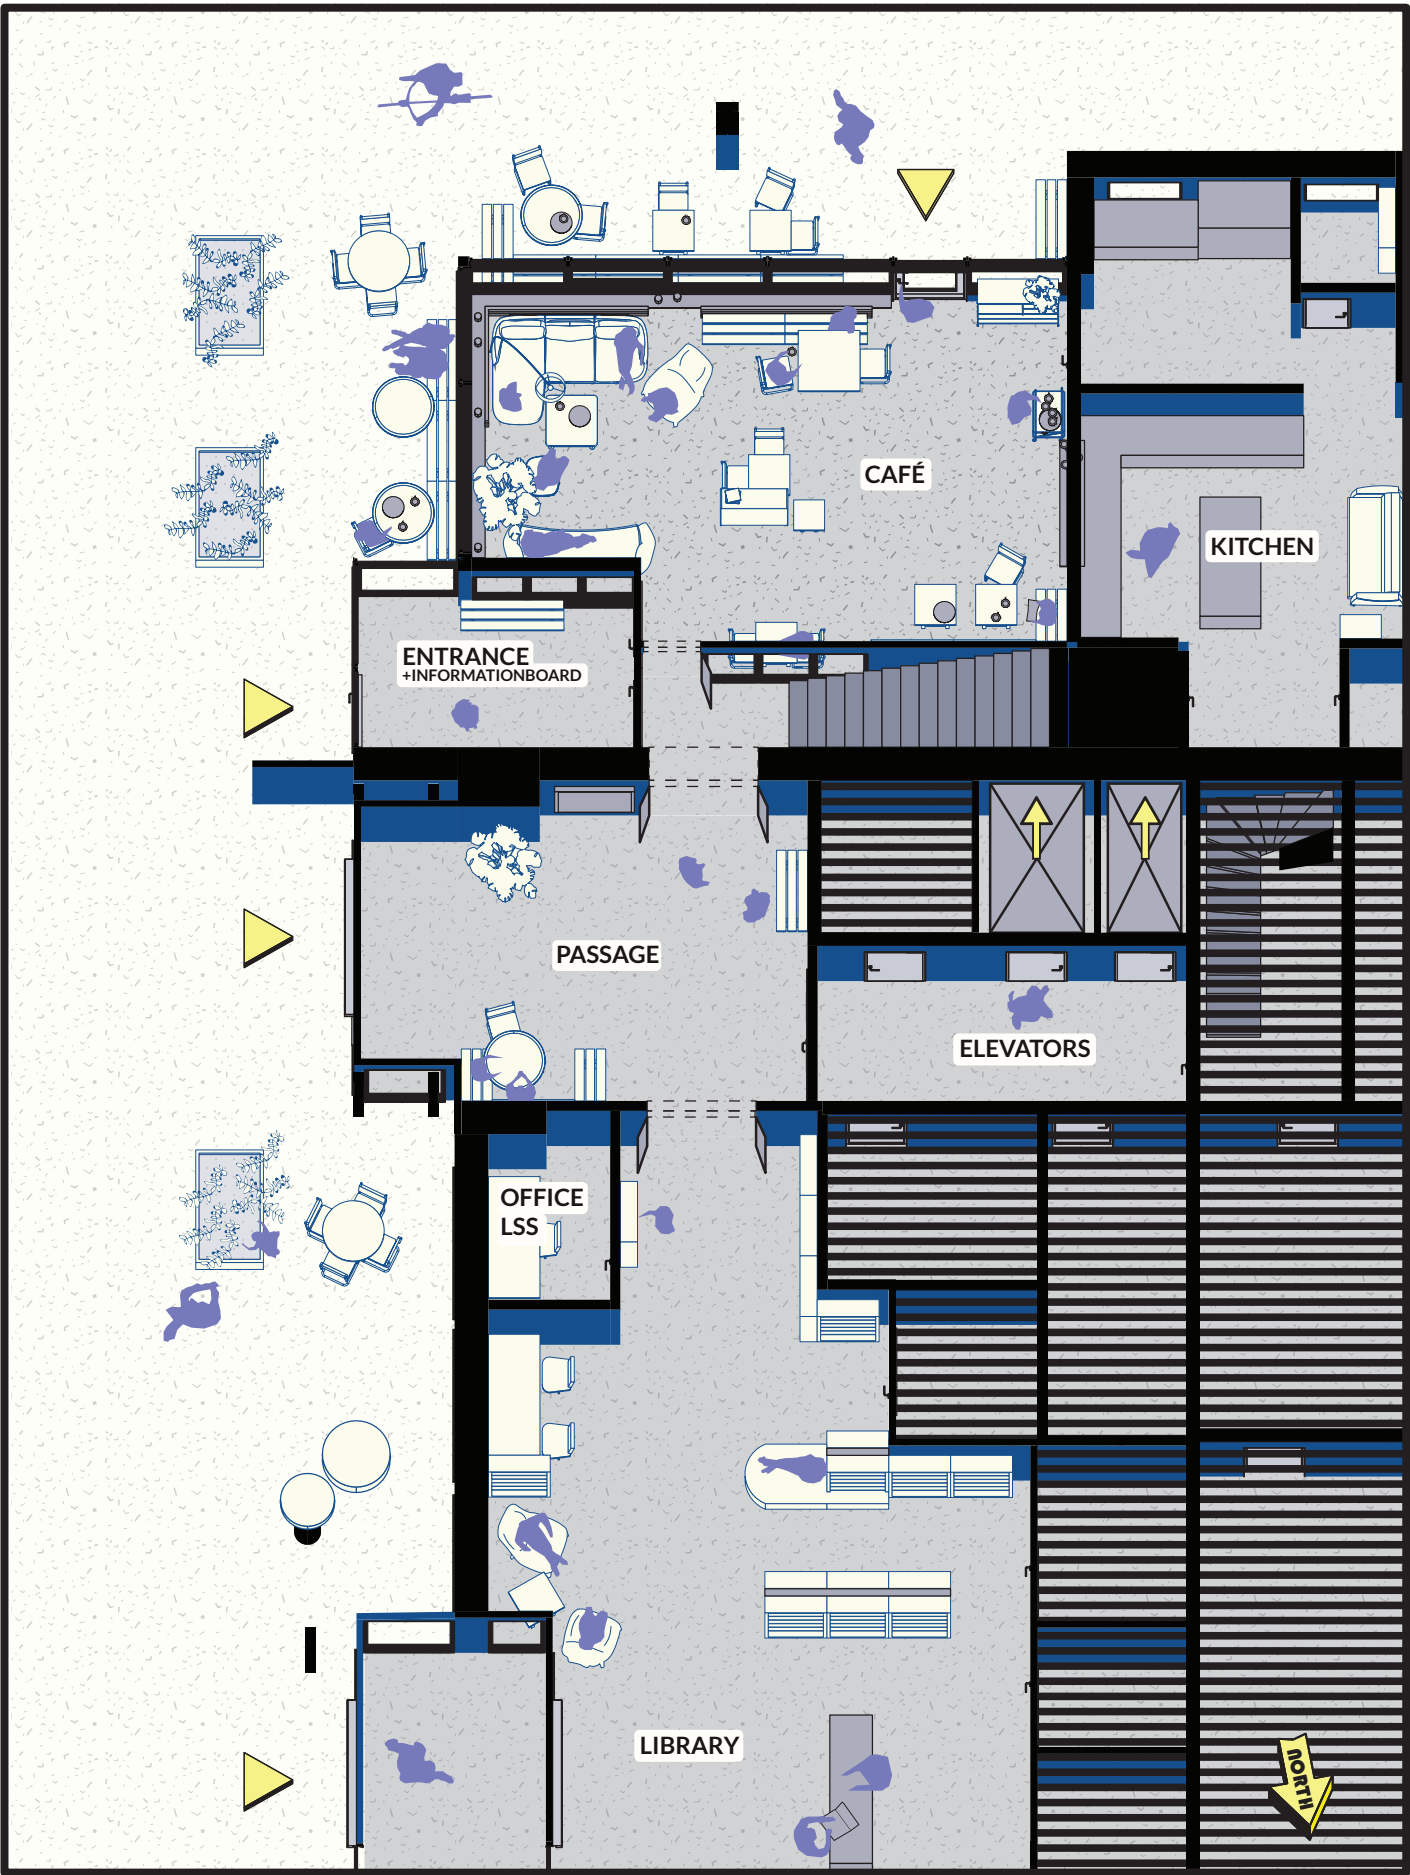 CAFÉ
KITCHEN
ENTRANCE
+INFORMATIONBOARD
PASSAGE
ELEVATORS
OFFICE
LSS
LIBRARY
NORTH